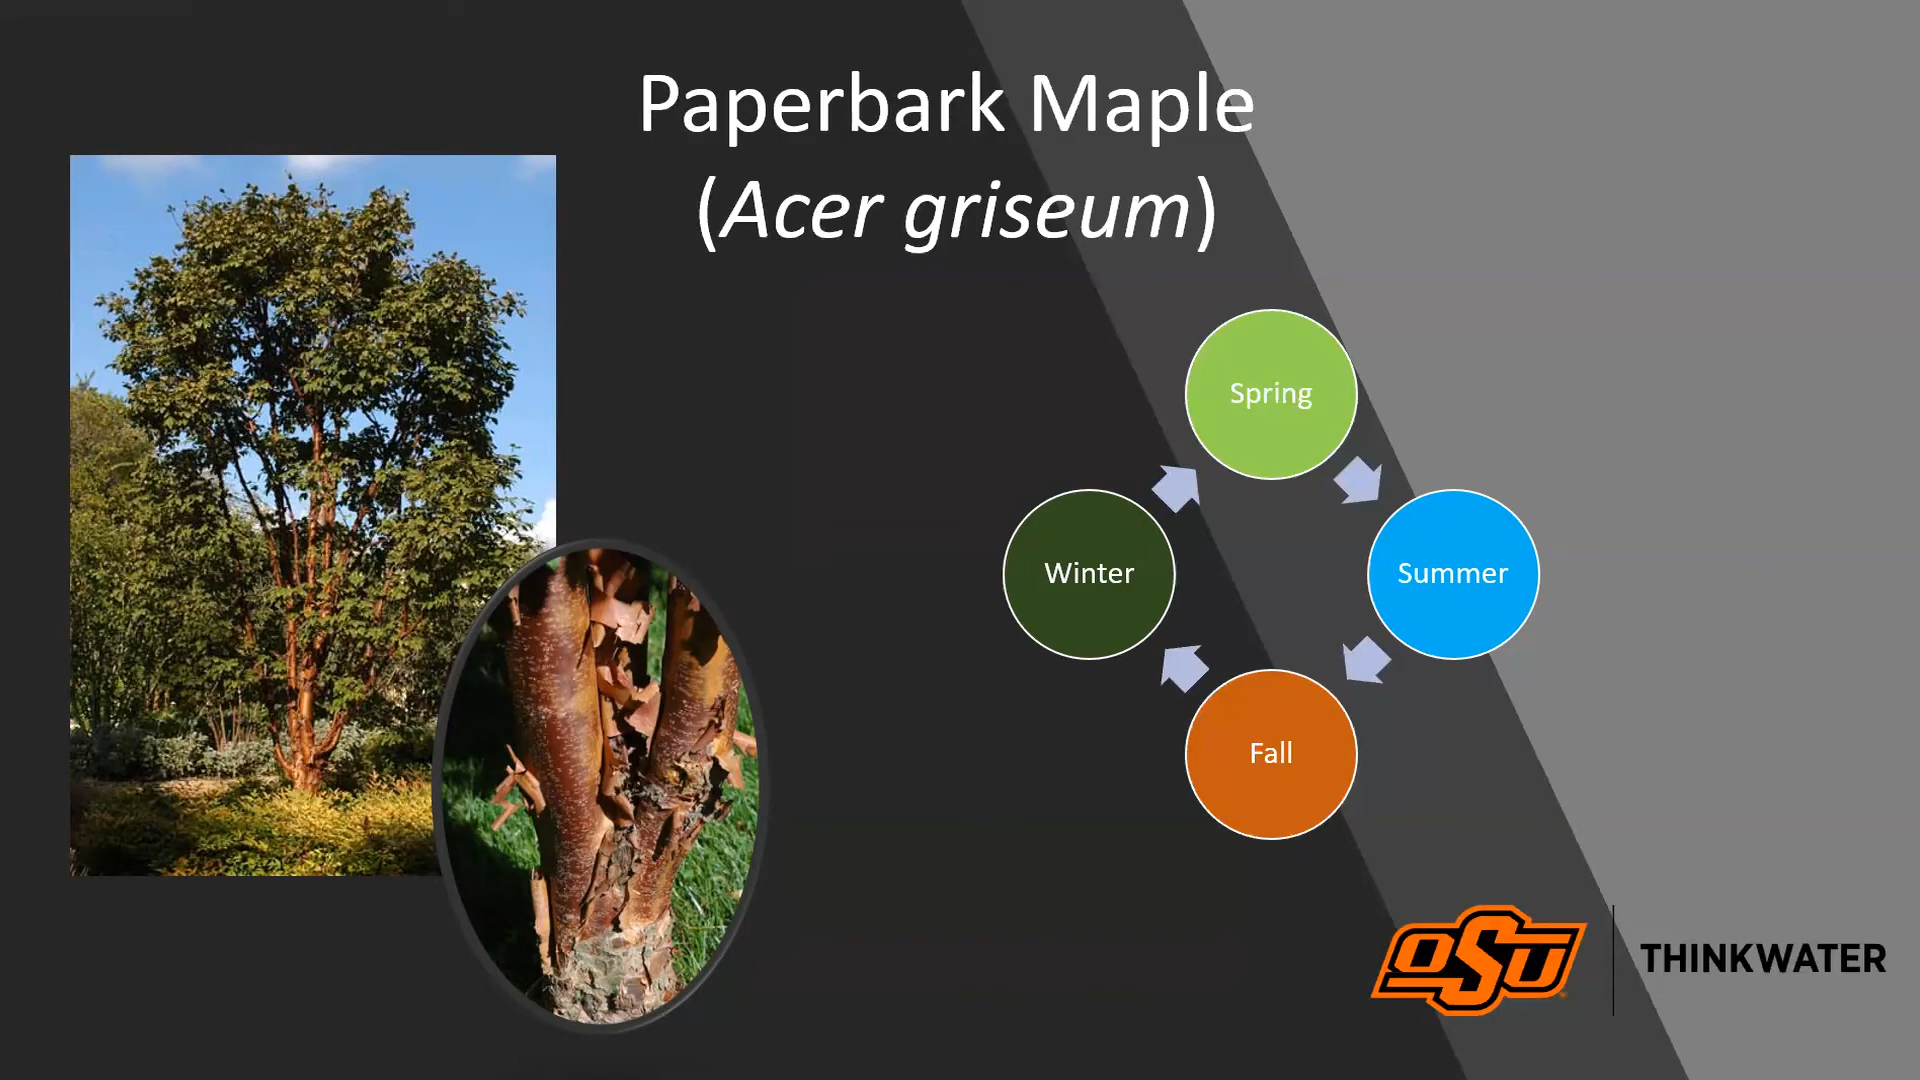 Paperbark Maple
(Acer griseum)
Spring
Winter
Summer
Fall
OSU
THINKWATER